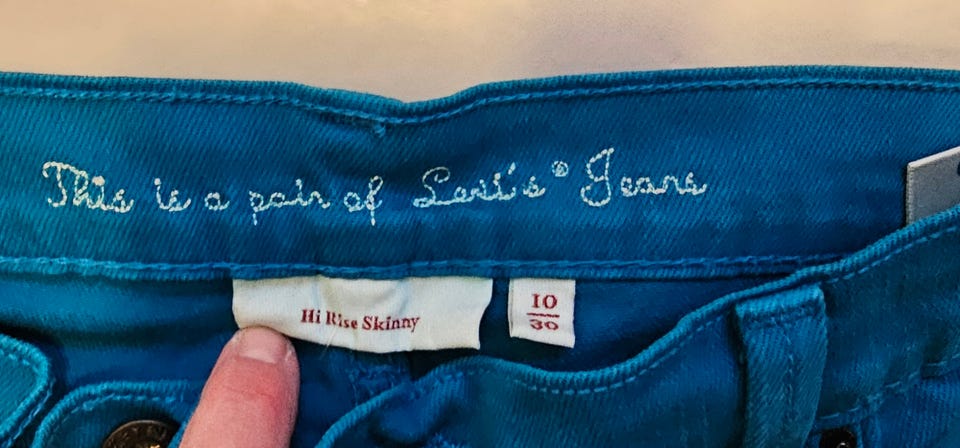 This is a pair of Levi's® Jeans
Hi Rise Skinny
10
30